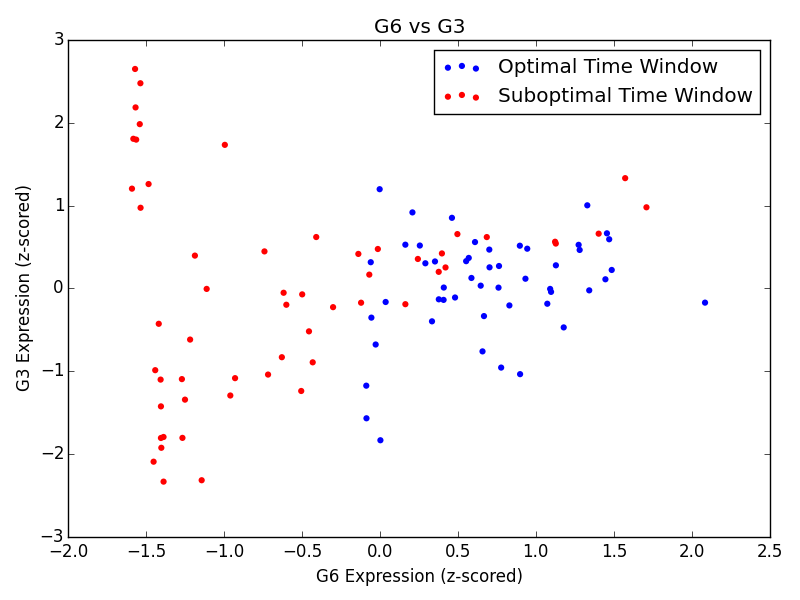 G6 vs G3
Optimal Time Window
Suboptimal Time Window
3
2
1
0
−1
−2
−3
G3 Expression (z-scored)
−2.0 −1.5 −1.0 −0.5 0.0 0.5 1.0 1.5 2.0 2.5
G6 Expression (z-scored)